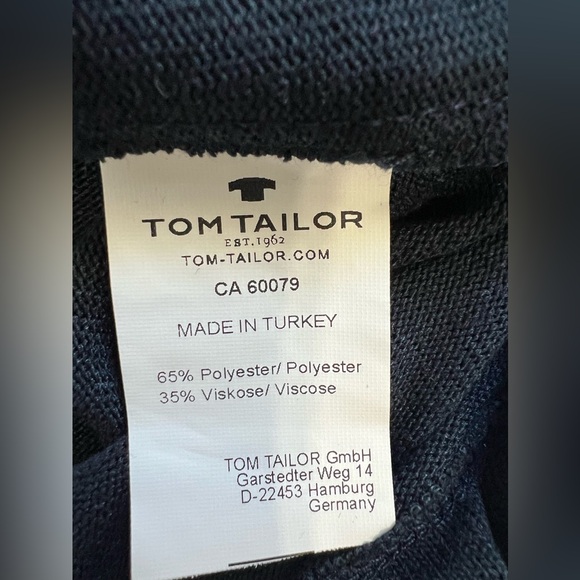 TOM TAILOR
EST.1962
TOM-TAILOR.COM
CA 60079
MADE IN TURKEY
65% Polyester/ Polyester
35% Viskose/ Viscose
TOM TAILOR GmbH
Garstedter Weg 14
D-22453 Hamburg
Germany